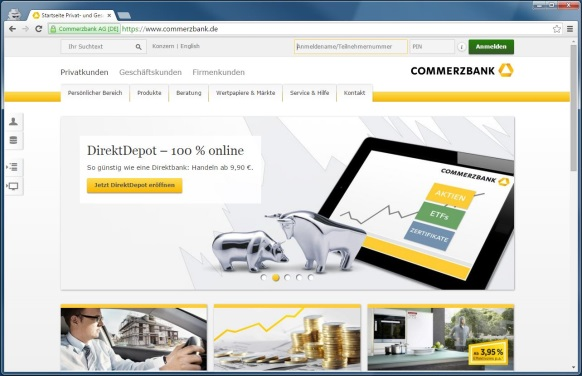 Startseite Privat- und Ge
Commerzbank AG [DE] https://www.commerzbank.de
Ihr Suchtext
Konzern | English
Anmeldename/Teilnehmernummer
PIN
i
Anmelden
Privatkunden Geschäftskunden Firmenkunden
COMMERZBANK
Persönlicher Bereich Produkte Beratung Wertpapiere & Märkte Service & Hilfe Kontakt
DirektDepot – 100 % online
So günstig wie eine Direktbank: Handeln ab 9,90 €.
Jetzt DirektDepot eröffnen
COMMERZBANK
AKTIEN
ETFs
ZERTIFIKATE
3,95 %